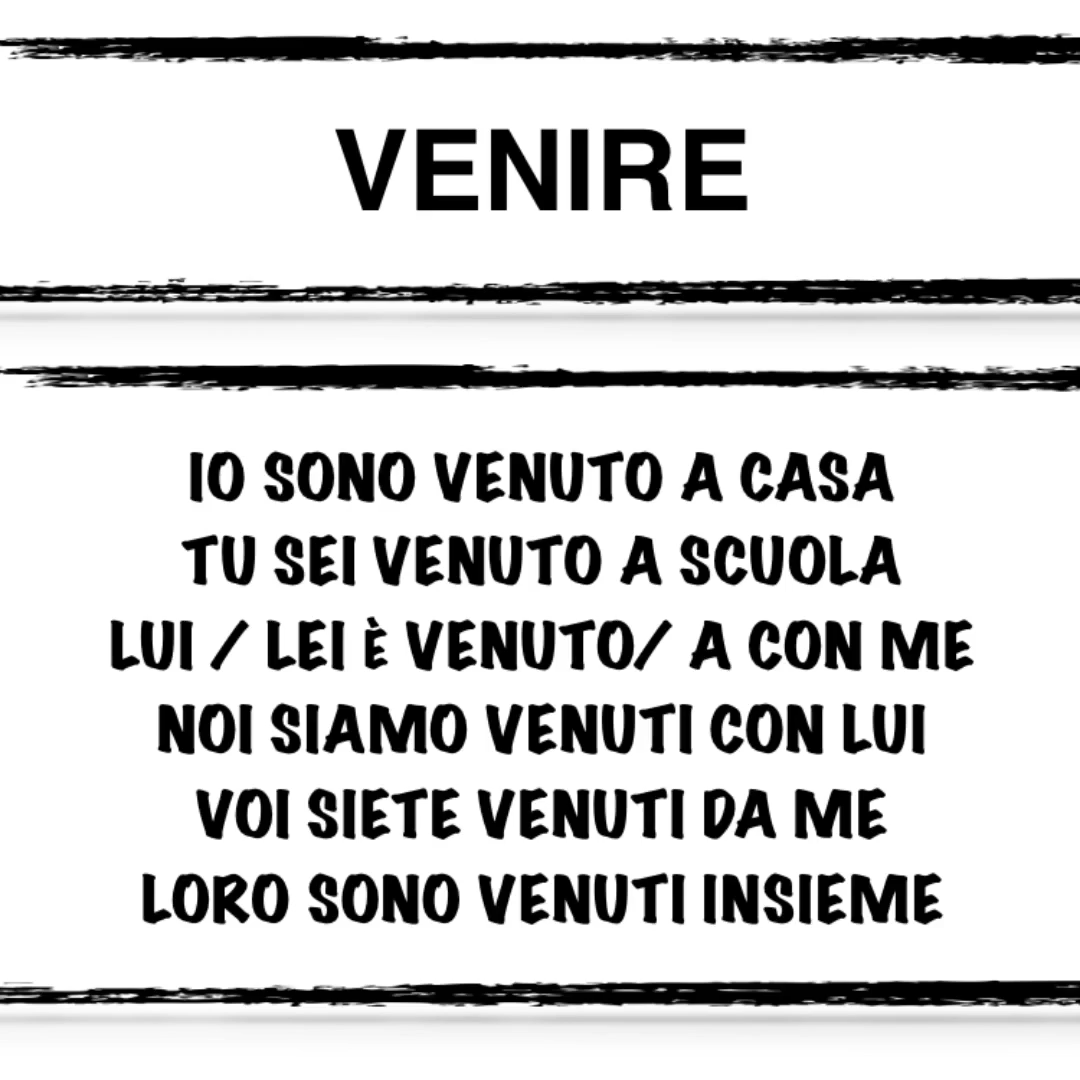 VENIRE
IO SONO VENUTO A CASA
TU SEI VENUTO A SCUOLA
LUI / LEI È VENUTO/ A CON ME
NOI SIAMO VENUTI CON LUI
VOI SIETE VENUTI DA ME
LORO SONO VENUTI INSIEME